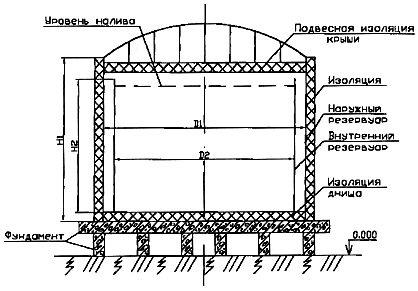 Уровень налива
Подвесная изоляция
крыши
Изоляция
Наружный
резервуар
D1
H1
H2
D2
Внутренний
резервуар
Изоляция
днища
Фундамент
0.000